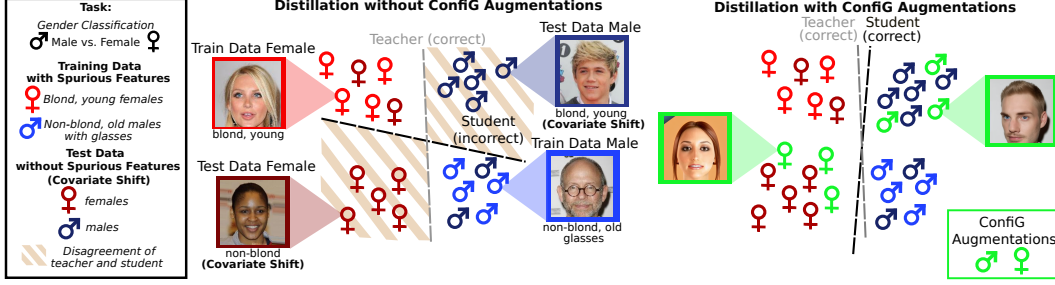 Task:
Gender Classification
Male vs. Female
Training Data
with Spurious Features
Blond, young females
Non-blond, old males
with glasses
Test Data
without Spurious Features
(Covariate Shift)
females
males
Disagreement of
teacher and student
Distillation without ConfiG Augmentations
Train Data Female
blond, young
Test Data Female
non-blond
(Covariate Shift)
Teacher (correct)
Student
(incorrect)
Test Data Male
blond, young
(Covariate Shift)
Train Data Male
non-blond, old
glasses
Distillation with ConfiG Augmentations
Teacher
(correct)
Student
(correct)
ConfiG
Augmentations